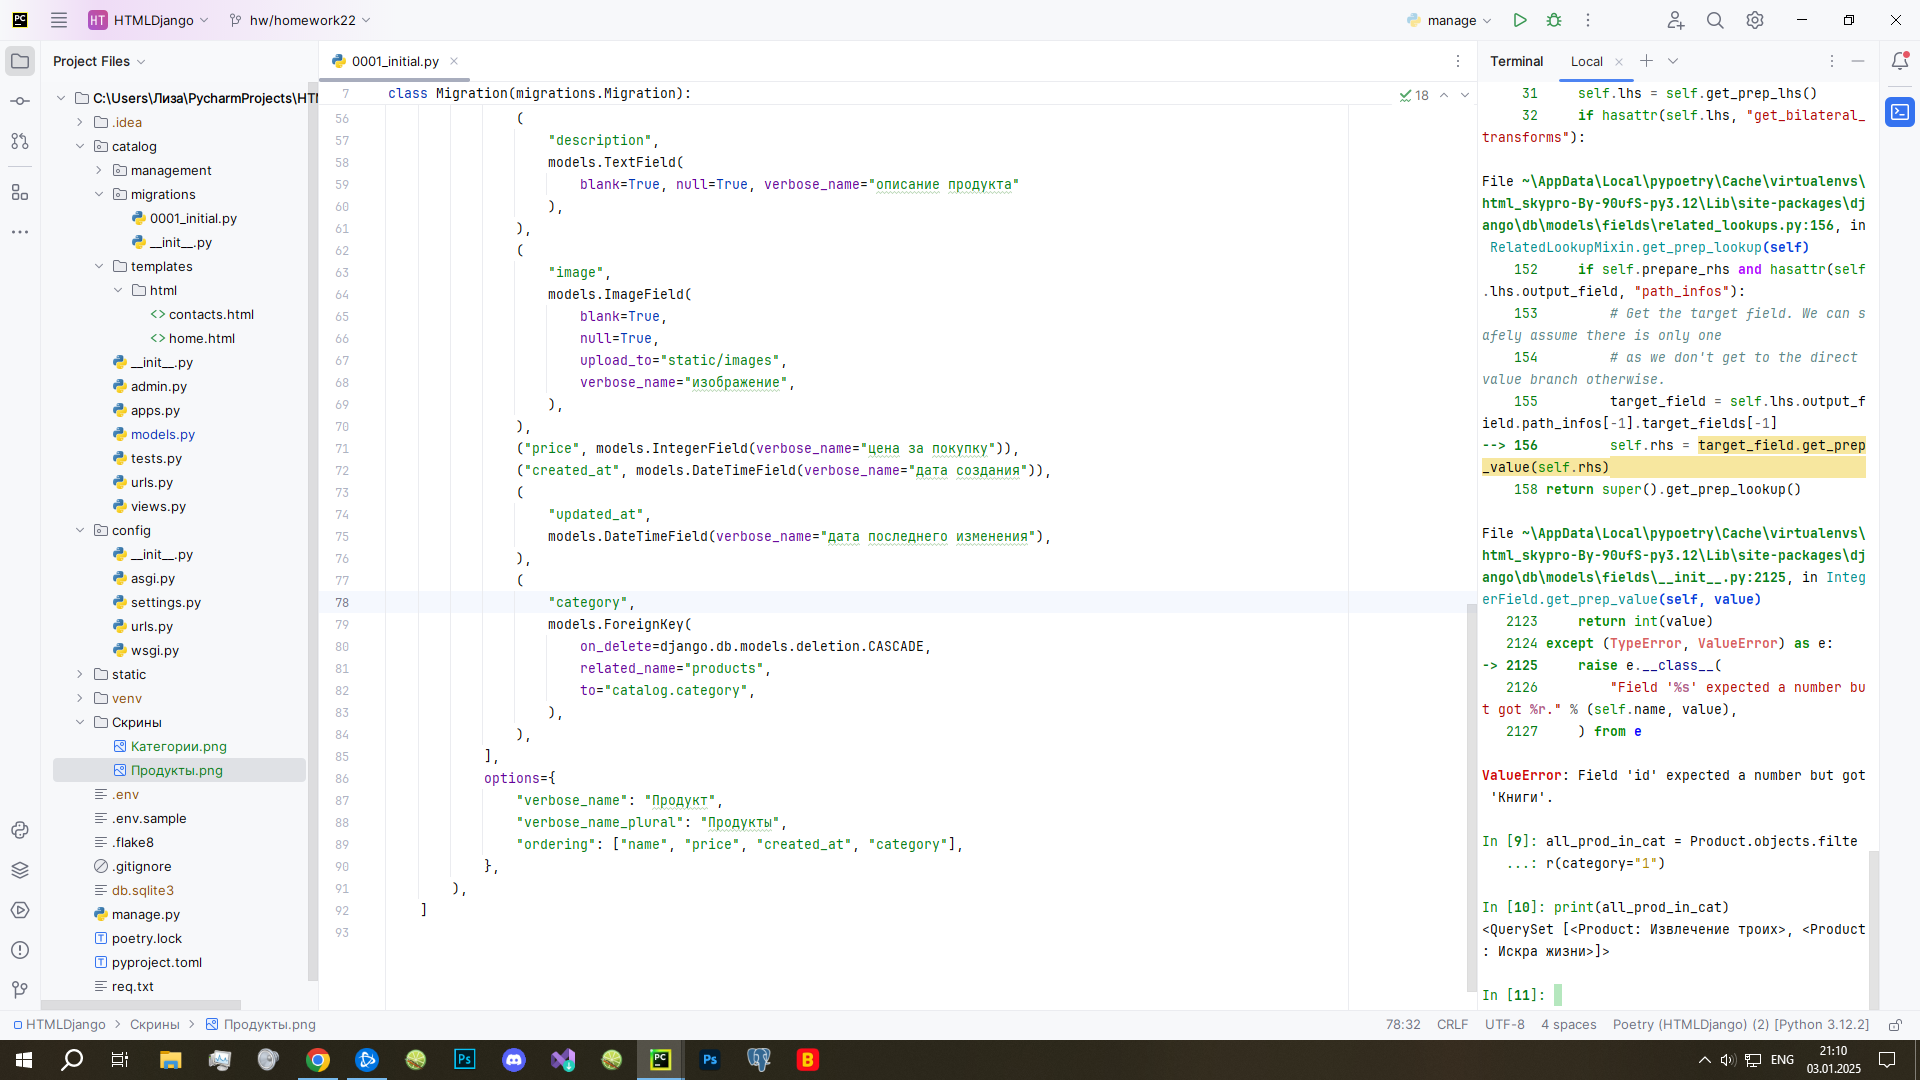 HT HTMLDjango
hw/homework22
manage
Project Files
C:\Users\Лиза\PycharmProjects\HTM
.idea
catalog
management
migrations
0001_initial.py
__init__.py
templates
html
<> contacts.html
<> home.html
__init__.py
admin.py
apps.py
models.py
tests.py
urls.py
views.py
config
__init__.py
asgi.py
settings.py
urls.py
wsgi.py
static
venv
Скрины
Категории.png
Продукты.png
.env
.env.sample
.flake8
.gitignore
db.sqlite3
manage.py
poetry.lock
pyproject.toml
req.txt
0001_initial.py
18
7 class Migration(migrations.Migration):
56 (
57 "description",
58 models.TextField(
59 blank=True, null=True, verbose_name="описание продукта"
60 ),
61 ),
62 (
63 "image",
64 models.ImageField(
65 blank=True,
66 null=True,
67 upload_to="static/images",
68 verbose_name="изображение",
69 ),
70 ),
71 ("price", models.IntegerField(verbose_name="цена за покупку")),
72 ("created_at", models.DateTimeField(verbose_name="дата создания")),
73 (
74 "updated_at",
75 models.DateTimeField(verbose_name="дата последнего изменения"),
76 ),
77 (
78 "category",
79 models.ForeignKey(
80 on_delete=django.db.models.deletion.CASCADE,
81 related_name="products",
82 to="catalog.category",
83 ),
84 ),
85 ],
86 options={
87 "verbose_name": "Продукт",
88 "verbose_name_plural": "Продукты",
89 "ordering": ["name", "price", "created_at", "category"],
90 },
91 ),
92 ]
93
Terminal Local
31 self.lhs = self.get_prep_lhs()
32 if hasattr(self.lhs, "get_bilateral_
transforms"):
File ~\AppData\Local\pypoetry\Cache\virtualenvs\
html_skypro-By-90ufS-py3.12\Lib\site-packages\dj
ango\db\models\fields\related_lookups.py:156, in
RelatedLookupMixin.get_prep_lookup(self)
152 if self.prepare_rhs and hasattr(self
.lhs.output_field, "path_infos"):
153 # Get the target field. We can s
afely assume there is only one
154 # as we don't get to the direct
value branch otherwise.
155 target_field = self.lhs.output_f
ield.path_infos[-1].target_fields[-1]
--> 156 self.rhs = target_field.get_prep
_value(self.rhs)
158 return super().get_prep_lookup()
File ~\AppData\Local\pypoetry\Cache\virtualenvs\
html_skypro-By-90ufS-py3.12\Lib\site-packages\dj
ango\db\models\fields\__init__.py:2125, in Integ
erField.get_prep_value(self, value)
2123 return int(value)
2124 except (TypeError, ValueError) as e:
-> 2125 raise e.__class__(
2126 "Field '%s' expected a number bu
t got %r." % (self.name, value),
2127 ) from e
ValueError: Field 'id' expected a number but got
'Книги'.
In [9]: all_prod_in_cat = Product.objects.filte
...: r(category="1")
In [10]: print(all_prod_in_cat)
<QuerySet [<Product: Извлечение троих>, <Product
: Искра жизни>]>
In [11]:
HTMLDjango > Скрины > Продукты.png
78:32 CRLF UTF-8 4 spaces Poetry (HTMLDjango) (2) [Python 3.12.2]
ENG
21:10
03.01.2025